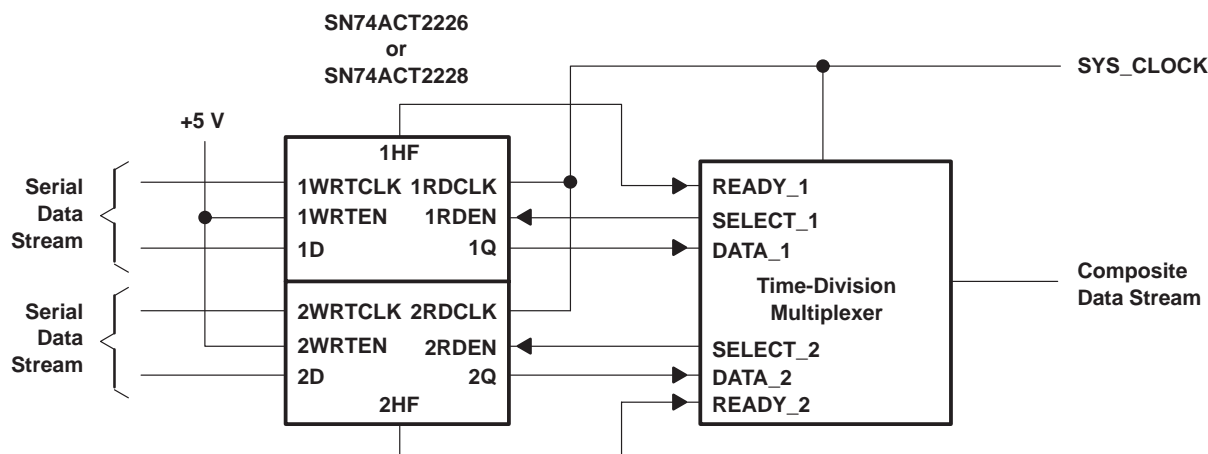 SN74ACT2226
or
SN74ACT2228
SYS_CLOCK
+5 V
Serial
Data
Stream
1HF
1WRTCLK 1RDCLK
1WRTEN 1RDEN
1D 1Q
READY_1
SELECT_1
DATA_1
Time-Division
Multiplexer
Composite
Data Stream
Serial
Data
Stream
2WRTCLK 2RDCLK
2WRTEN 2RDEN
2D 2Q
2HF
SELECT_2
DATA_2
READY_2